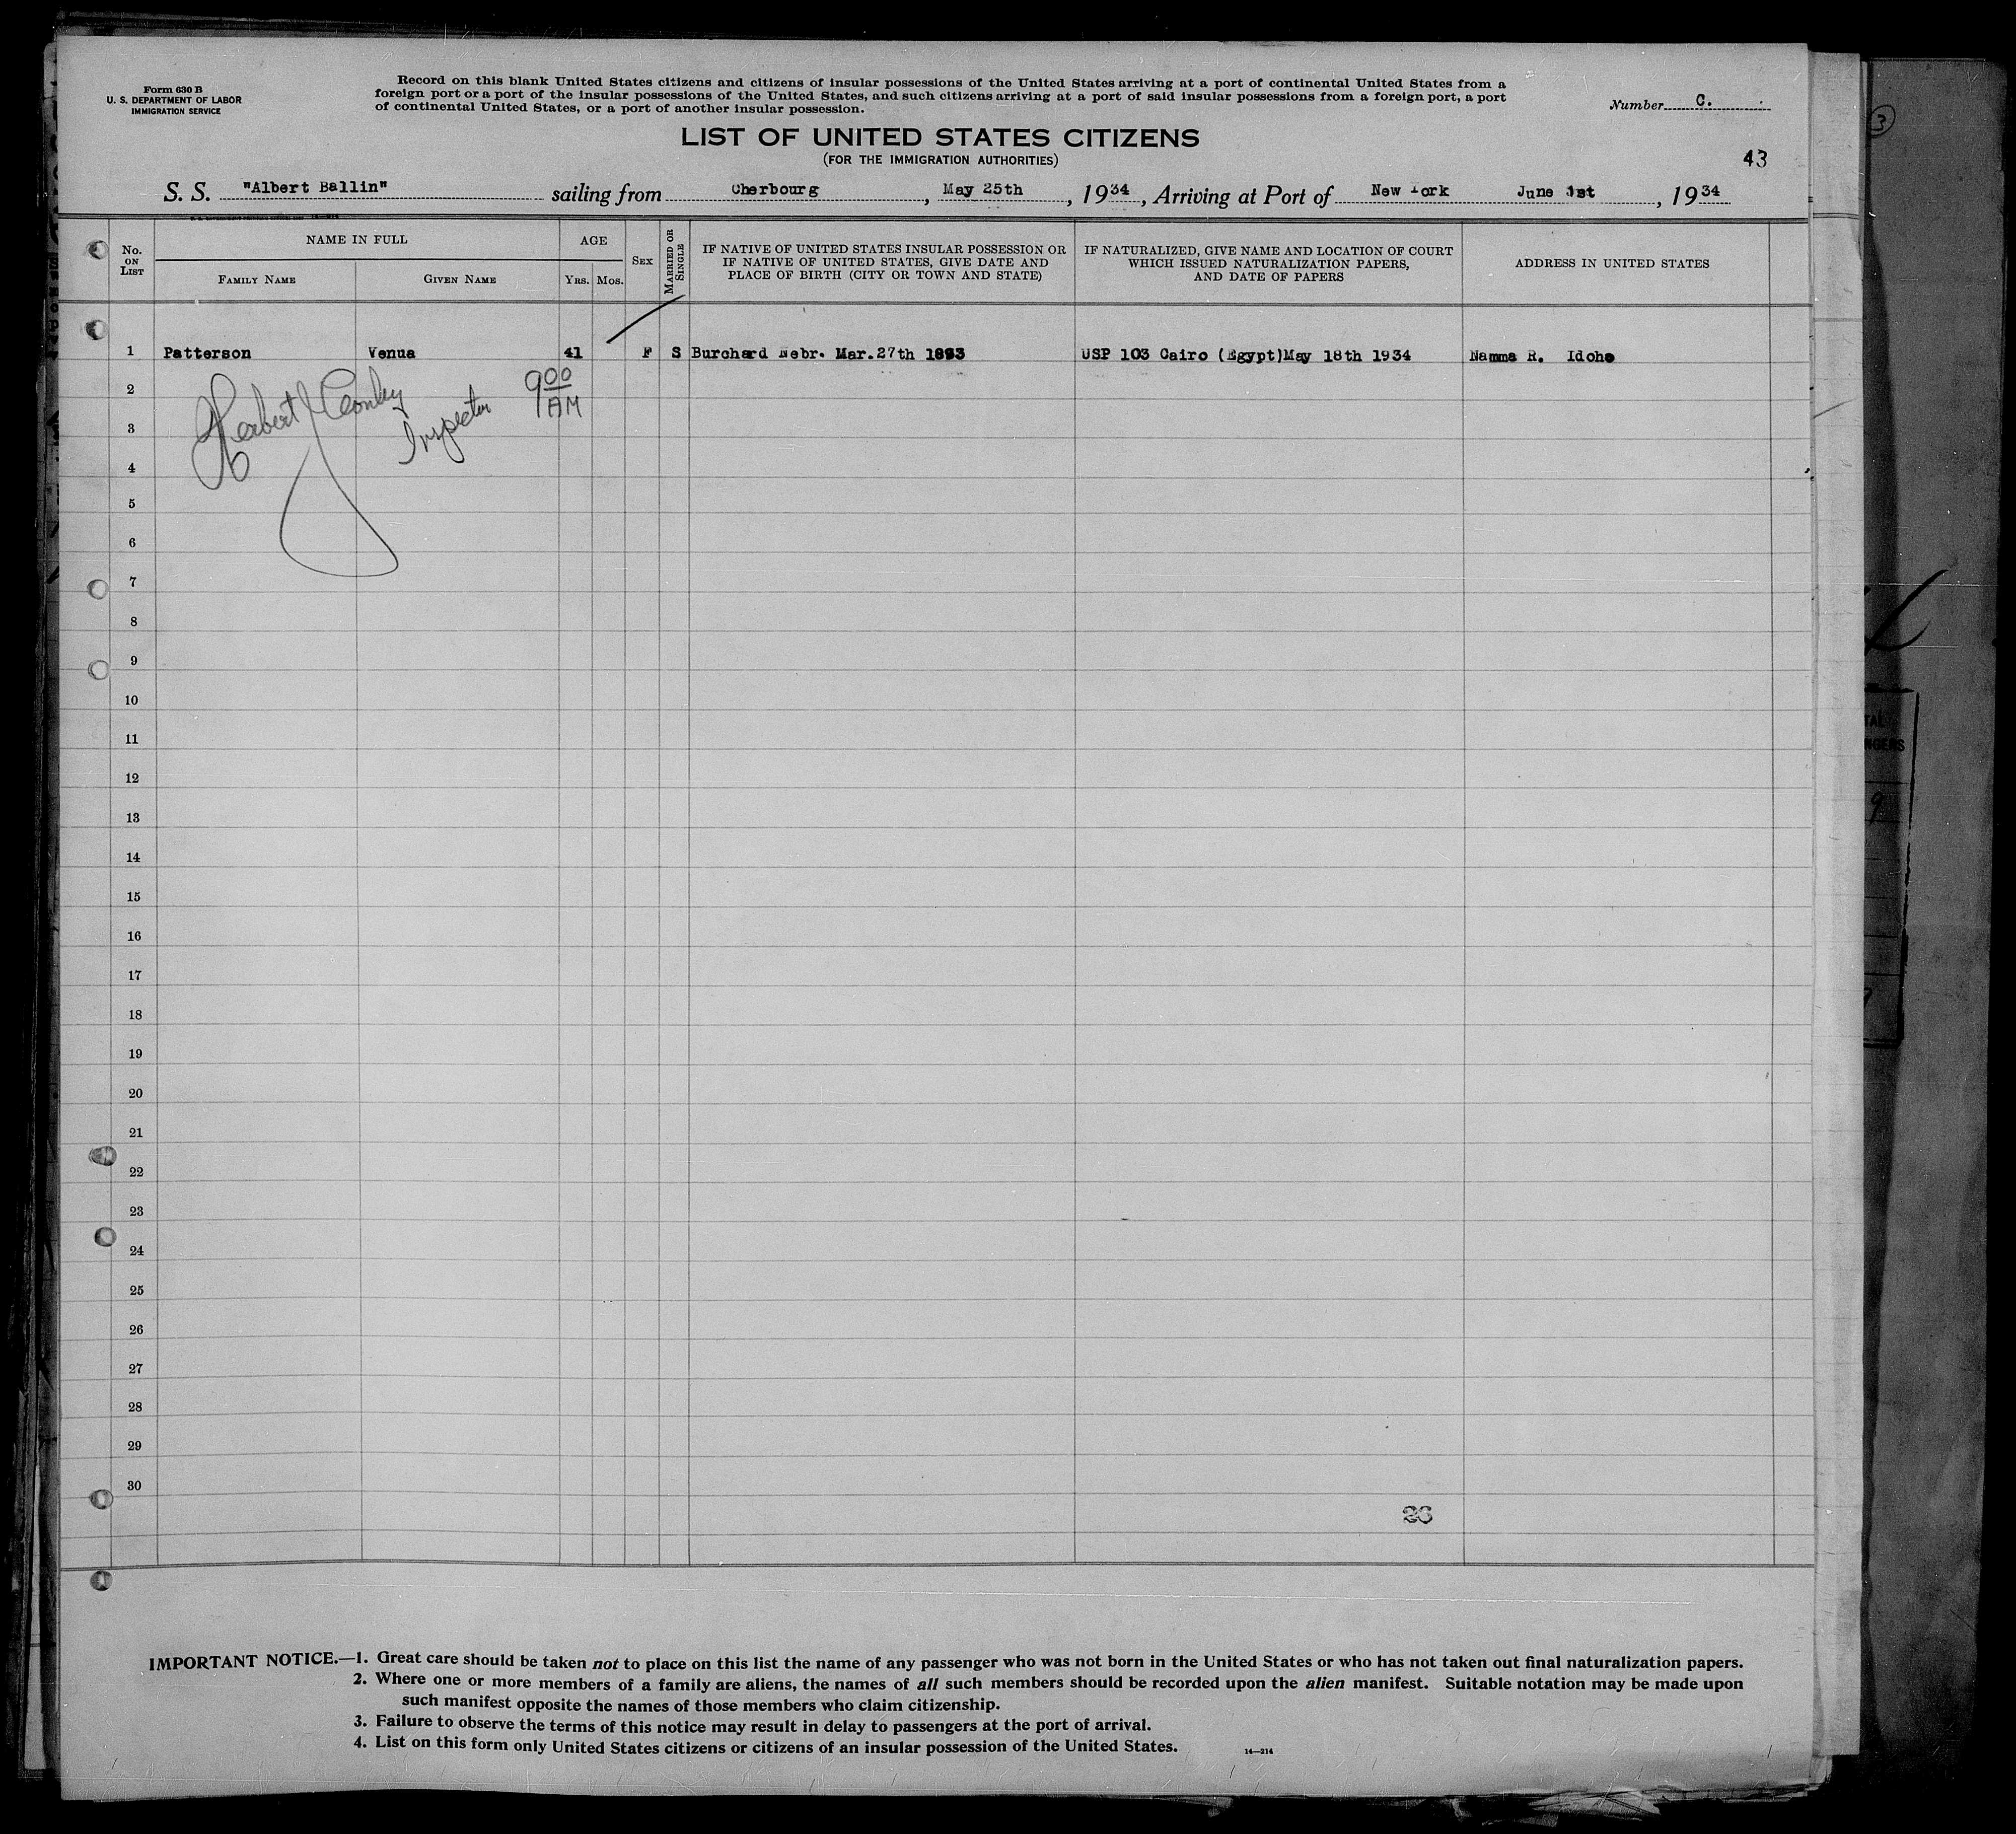 Form 630 B
U. S. DEPARTMENT OF LABOR
IMMIGRATION SERVICE
Record on this blank United States citizens and citizens of insular possessions of the United States arriving at a port of continental United States from a
foreign port or a port of the insular possessions of the United States, and such citizens arriving at a port of said insular possessions from a foreign port, a port
of continental United States, or a port of another insular possession.
Number C.
3
LIST OF UNITED STATES CITIZENS
(FOR THE IMMIGRATION AUTHORITIES)
43
S. S. "Albert Ballin" sailing from Cherbourg, May 25th, 1934, Arriving at Port of New York June 1st, 1934
No. ON LIST
NAME IN FULL
FAMILY NAME GIVEN NAME
AGE
YRS. MOS.
SEX
MARRIED OR SINGLE
IF NATIVE OF UNITED STATES INSULAR POSSESSION OR
IF NATIVE OF UNITED STATES, GIVE DATE AND
PLACE OF BIRTH (CITY OR TOWN AND STATE)
IF NATURALIZED, GIVE NAME AND LOCATION OF COURT
WHICH ISSUED NATURALIZATION PAPERS,
AND DATE OF PAPERS
ADDRESS IN UNITED STATES
1 Patterson Venua 41 F S Burchard Nebr. Mar.27th 1893 USP 103 Cairo (Egypt)May 18th 1934 Namma R. Idoho
Herbert J Conley
Inspector
9 00 AM
2
3
4
5
6
7
8
9
10
11
12
13
14
15
16
17
18
19
20
21
22
23
24
25
26
27
28
29
30
26
IMPORTANT NOTICE.—1. Great care should be taken not to place on this list the name of any passenger who was not born in the United States or who has not taken out final naturalization papers.
2. Where one or more members of a family are aliens, the names of all such members should be recorded upon the alien manifest. Suitable notation may be made upon
such manifest opposite the names of those members who claim citizenship.
3. Failure to observe the terms of this notice may result in delay to passengers at the port of arrival.
4. List on this form only United States citizens or citizens of an insular possession of the United States.
14—214